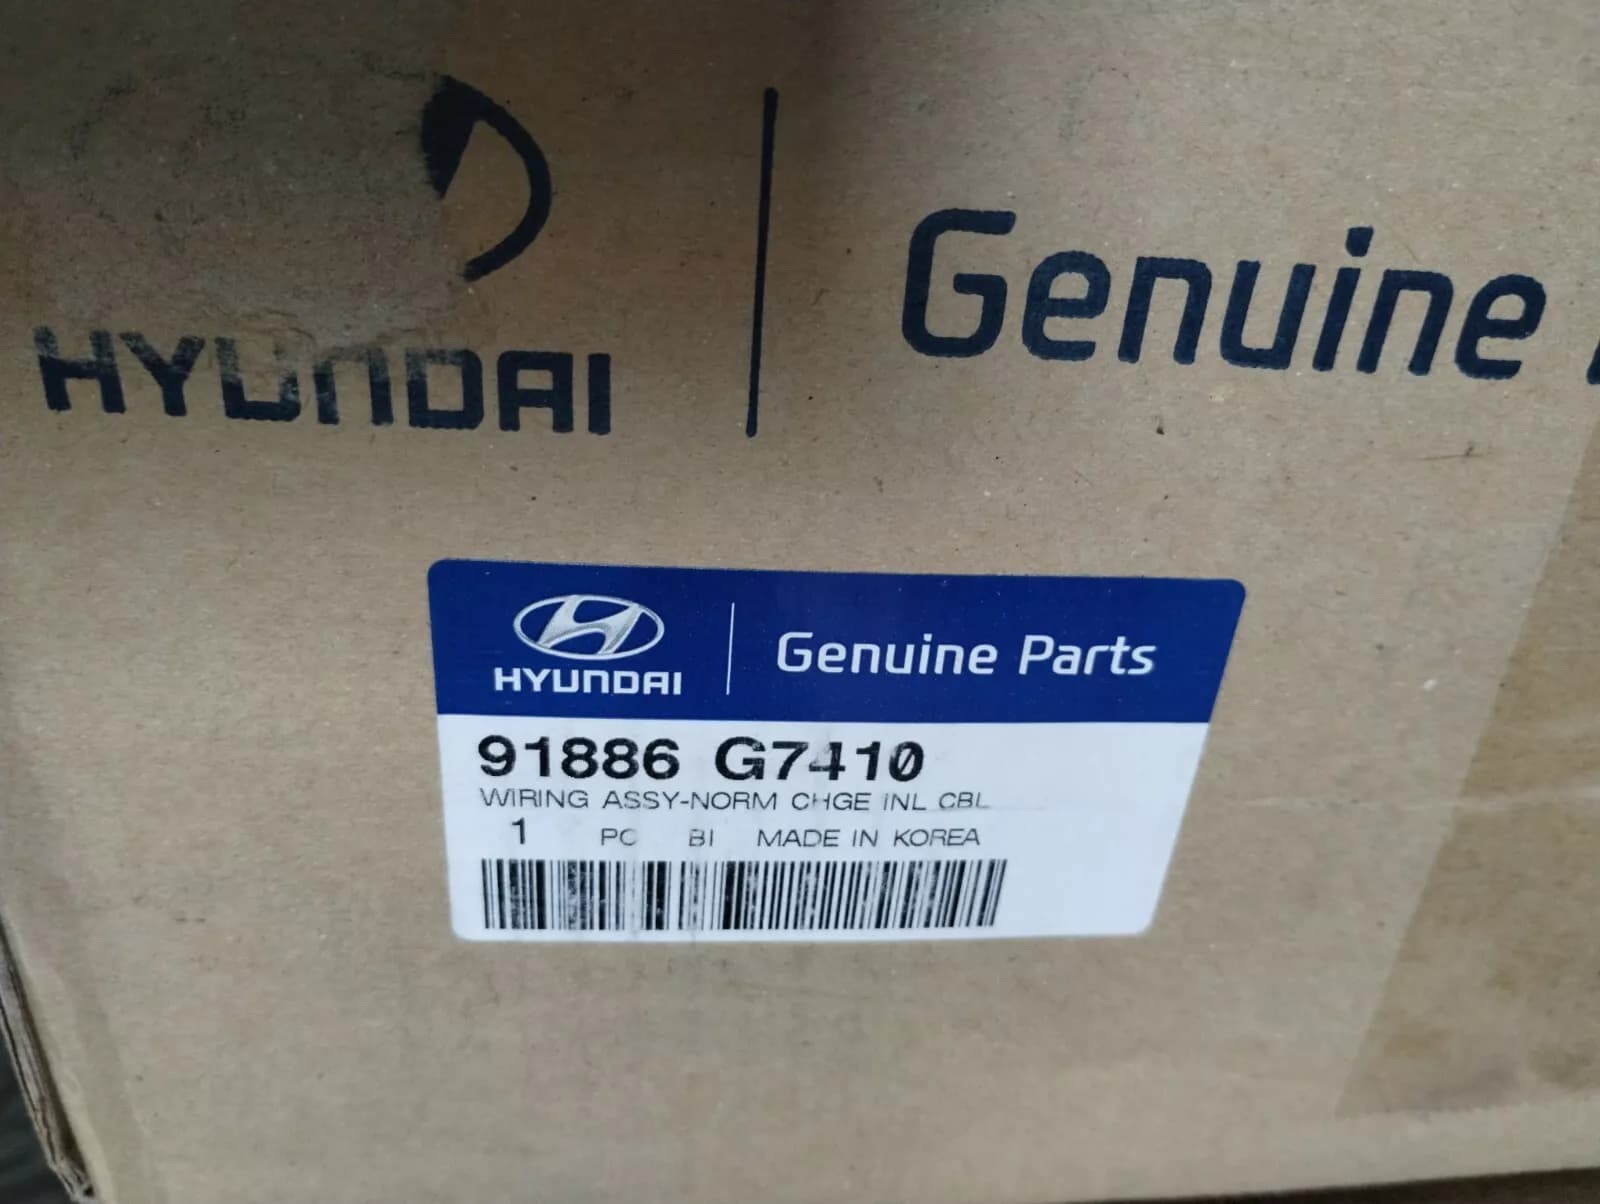 HYUNDAI
Genuine
HYUNDAI
Genuine Parts
91886 G7410
WIRING ASSY-NORM CHGE INL CBL
1 PC BI MADE IN KOREA